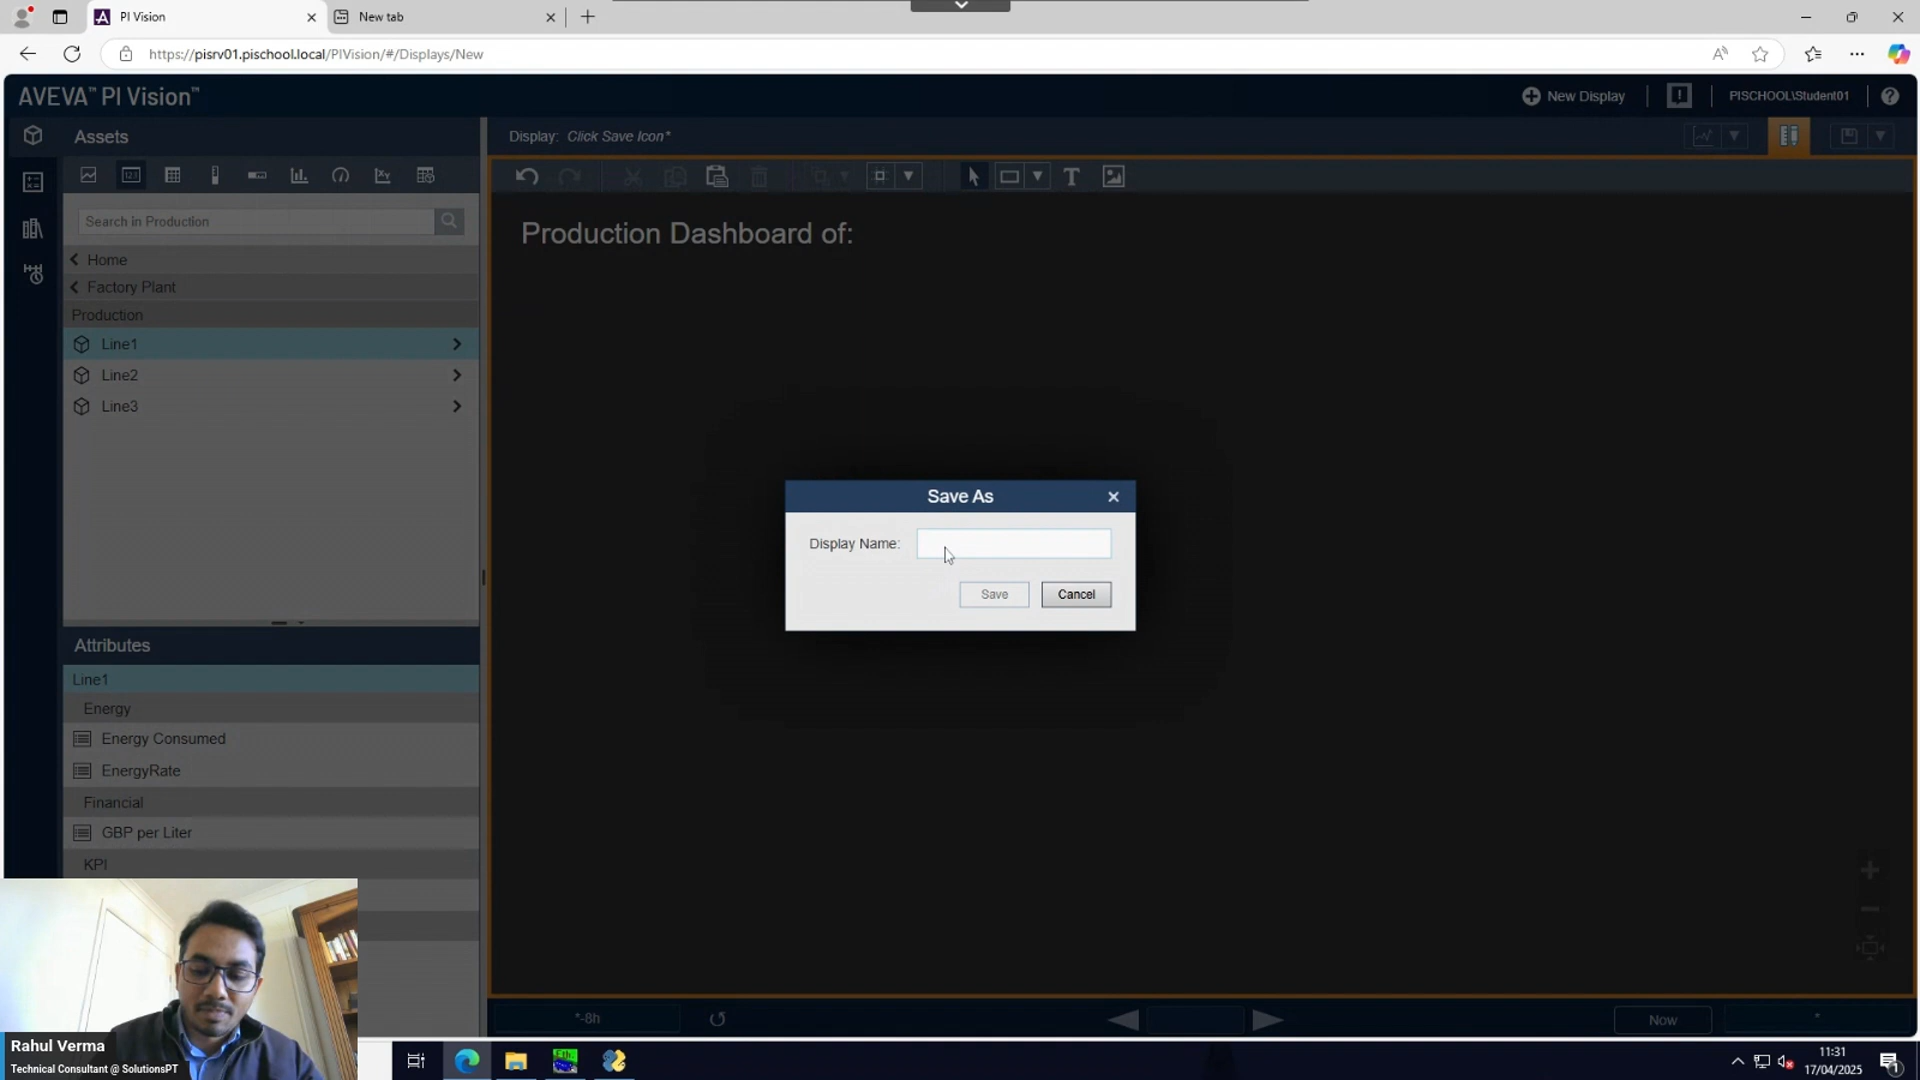 PI Vision
New tab
https://pisrv01.pischool.local/PIVision/#/Displays/New
AVEVA™ PI Vision™
New Display
PISCHOOL\Student01
Assets
Display: Click Save Icon*
Search in Production
Production Dashboard of:
Home
Factory Plant
Production
Line1
Line2
Line3
Save As
Display Name:
Save
Cancel
Attributes
Line1
Energy
Energy Consumed
EnergyRate
Financial
GBP per Liter
KPI
*-8h
Now
*
Rahul Verma
Technical Consultant @ SolutionsPT
11:31
17/04/2025